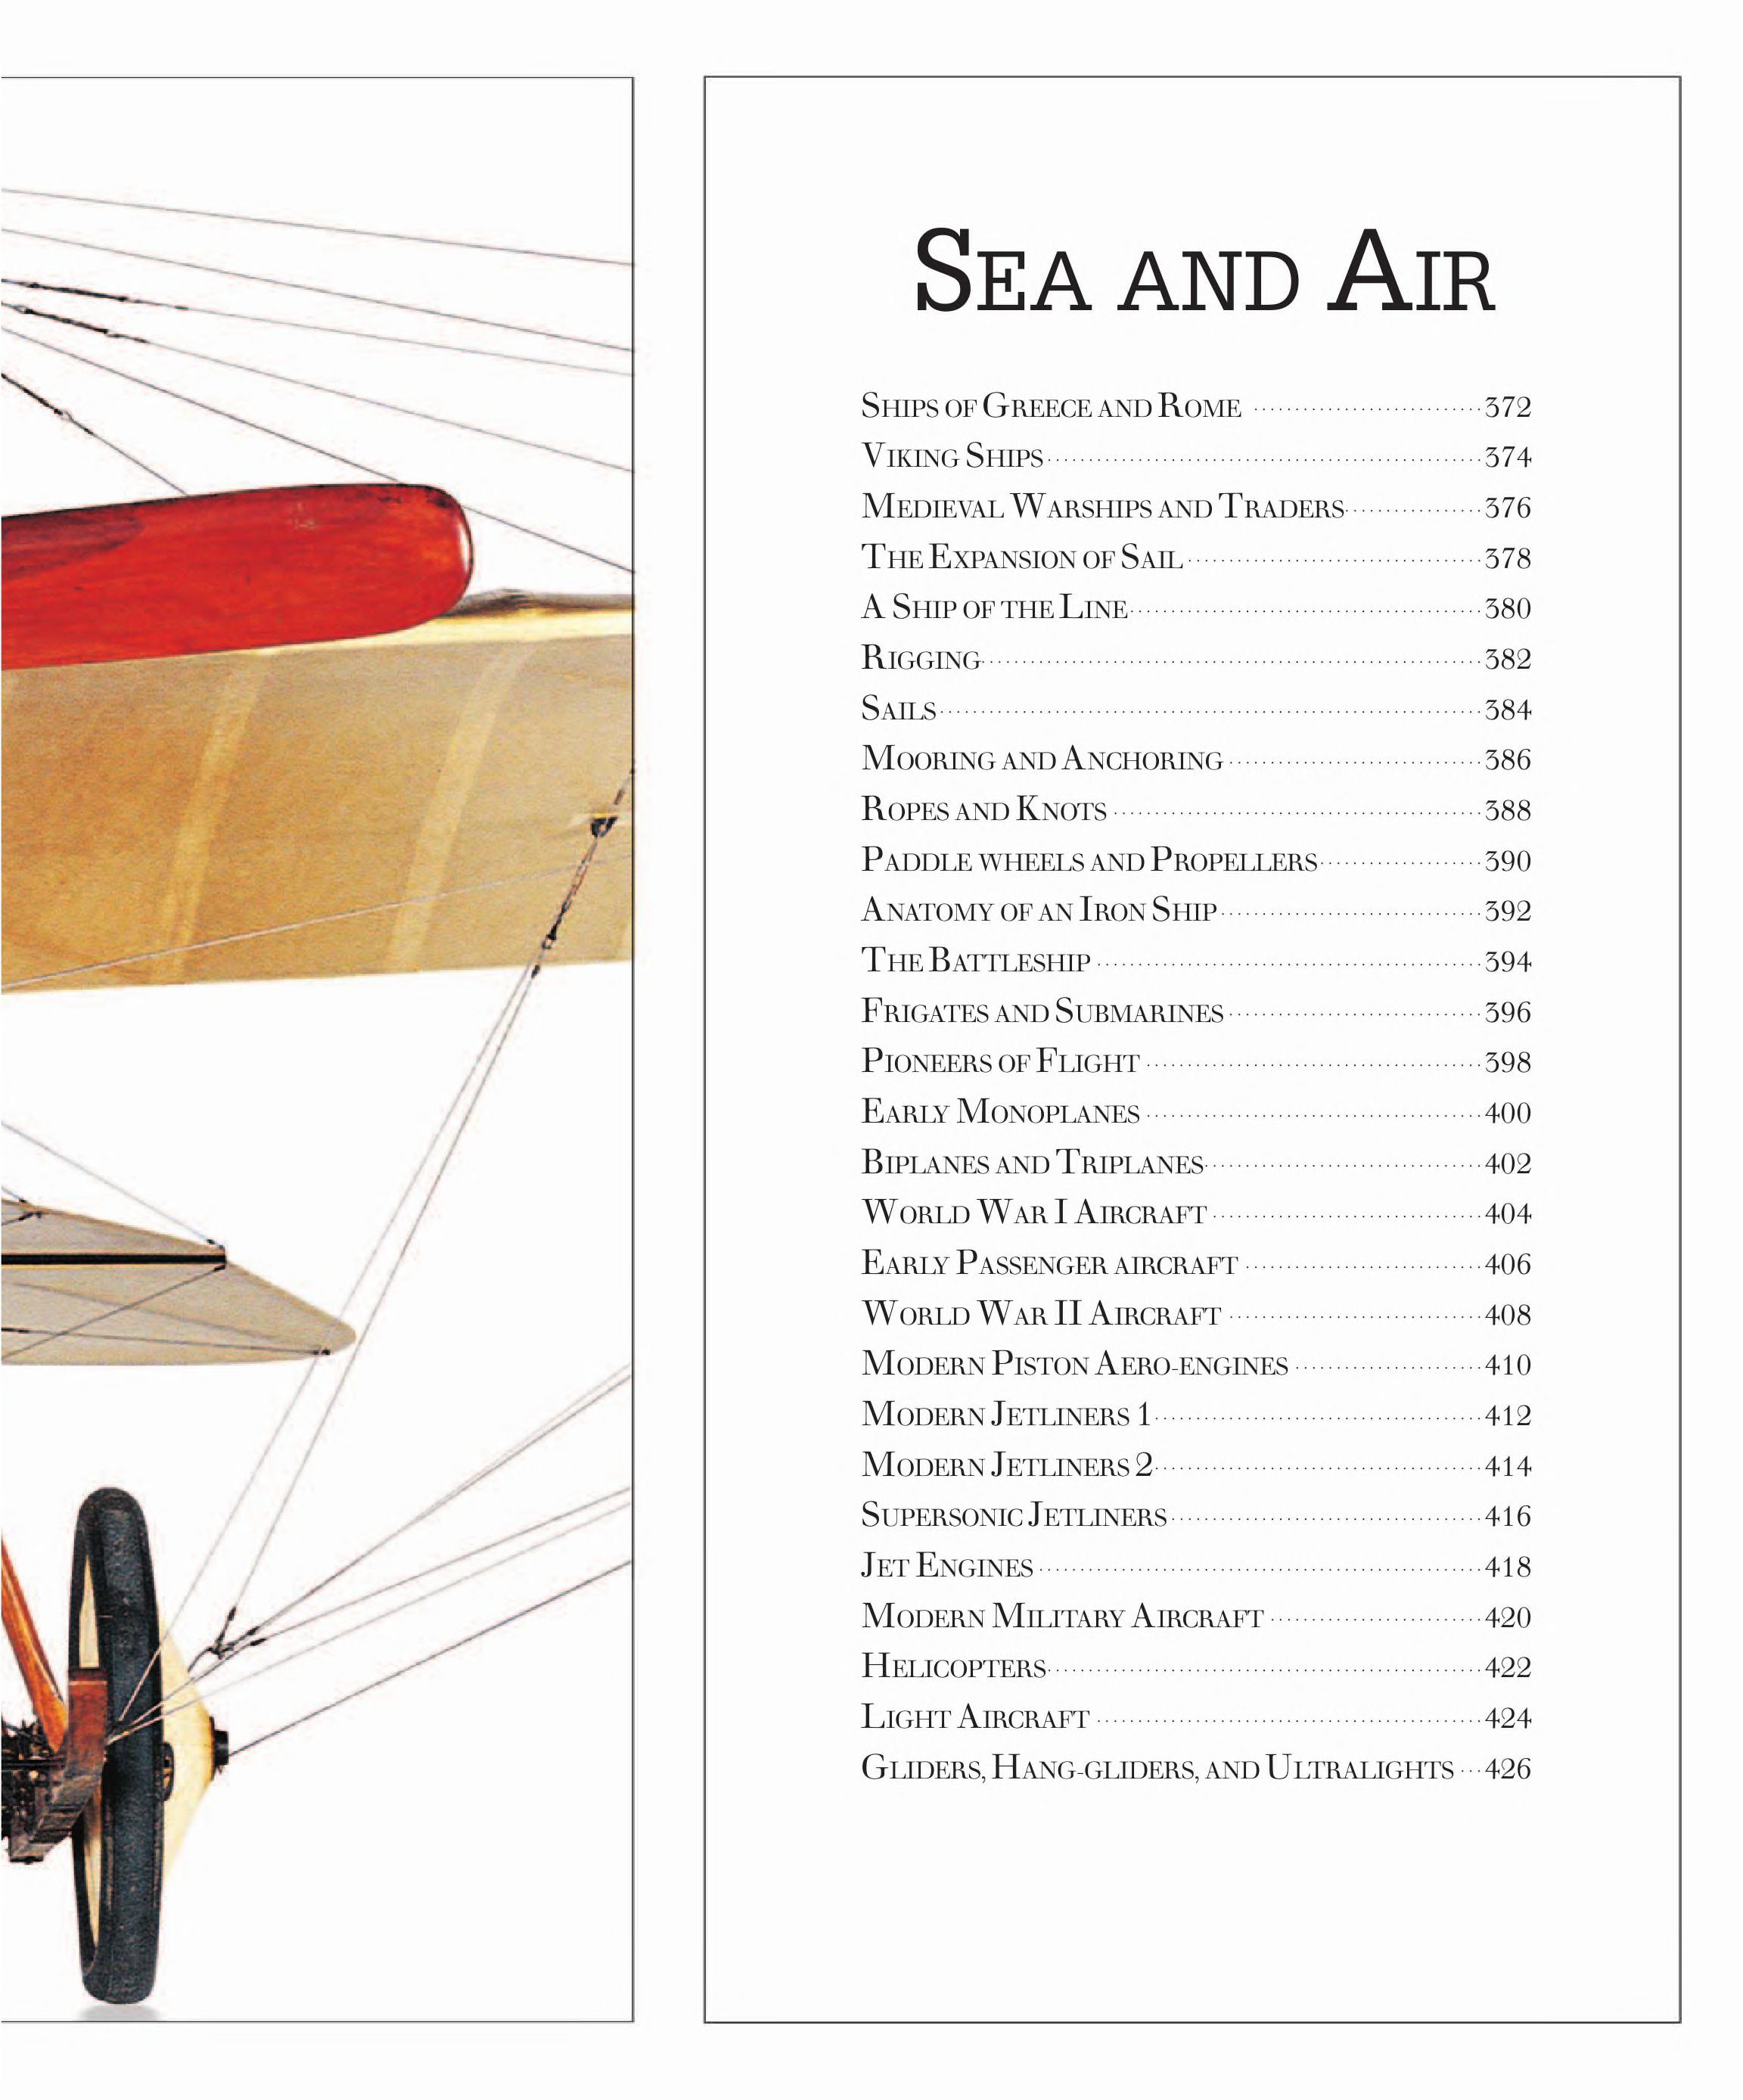 SEA AND AIR
SHIPS OF GREECE AND ROME ........................... 372
VIKING SHIPS ........................... 374
MEDIEVAL WARSHIPS AND TRADERS ........................... 376
THE EXPANSION OF SAIL ........................... 378
A SHIP OF THE LINE ........................... 380
RIGGING ........................... 382
SAILS ........................... 384
MOORING AND ANCHORING ........................... 386
ROPES AND KNOTS ........................... 388
PADDLE WHEELS AND PROPELLERS ........................... 390
ANATOMY OF AN IRON SHIP ........................... 392
THE BATTLESHIP ........................... 394
FRIGATES AND SUBMARINES ........................... 396
PIONEERS OF FLIGHT ........................... 398
EARLY MONOPLANES ........................... 400
BIPLANES AND TRIPLANES ........................... 402
WORLD WAR I AIRCRAFT ........................... 404
EARLY PASSENGER AIRCRAFT ........................... 406
WORLD WAR II AIRCRAFT ........................... 408
MODERN PISTON AERO-ENGINES ........................... 410
MODERN JETLINERS 1 ........................... 412
MODERN JETLINERS 2 ........................... 414
SUPERSONIC JETLINERS ........................... 416
JET ENGINES ........................... 418
MODERN MILITARY AIRCRAFT ........................... 420
HELICOPTERS ........................... 422
LIGHT AIRCRAFT ........................... 424
GLIDERS, HANG-GLIDERS, AND ULTRALIGHTS ... 426